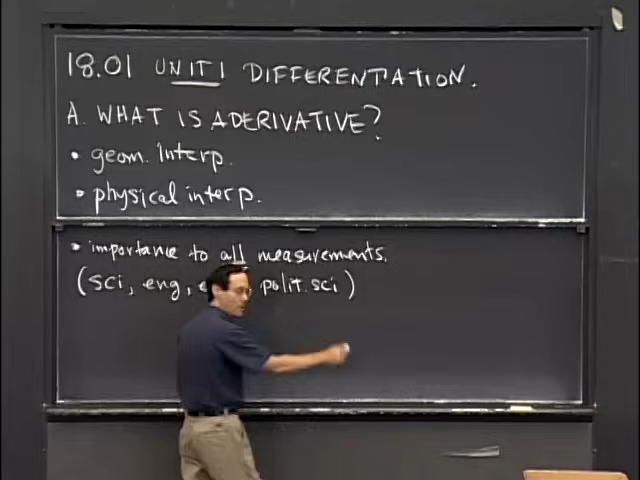 18.01 UNIT 1 DIFFERENTIATION.
A. WHAT IS A DERIVATIVE?
• geom. interp.
• physical interp.
• importance to all measurements.
(sci, eng, polit. sci)